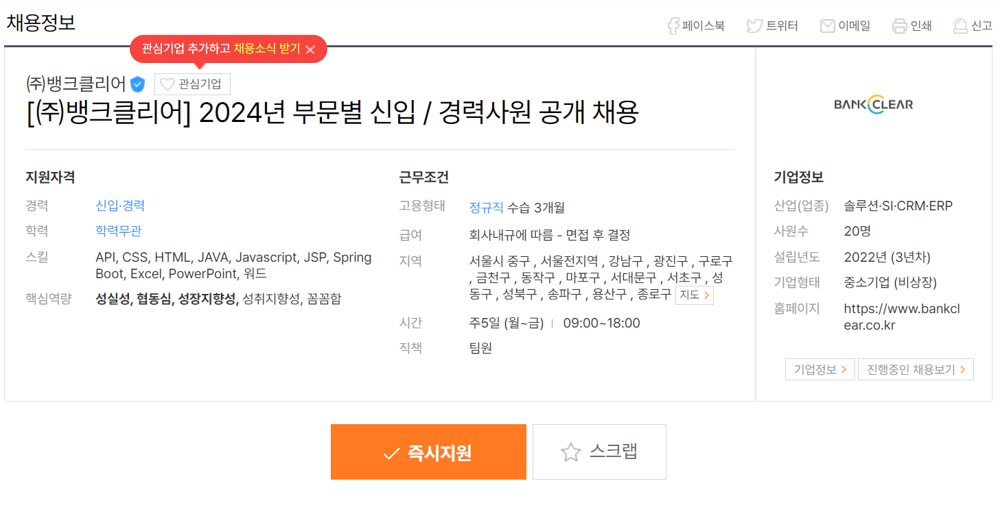 채용정보
페이스북 트위터 이메일 인쇄 신고
관심기업 추가하고 채용소식 받기 ×
㈜뱅크클리어 관심기업
[㈜뱅크클리어] 2024년 부문별 신입 / 경력사원 공개 채용
지원자격
경력 신입·경력
학력 학력무관
스킬 API, CSS, HTML, JAVA, Javascript, JSP, Spring
Boot, Excel, PowerPoint, 워드
핵심역량 성실성, 협동심, 성장지향성, 성취지향성, 꼼꼼함
근무조건
고용형태 정규직 수습 3개월
급여 회사내규에 따름 - 면접 후 결정
지역 서울시 중구 , 서울전지역 , 강남구 , 광진구 , 구로구
, 금천구 , 동작구 , 마포구 , 서대문구 , 서초구 , 성
동구 , 성북구 , 송파구 , 용산구 , 종로구 지도 >
시간 주5일 (월~금) | 09:00~18:00
직책 팀원
BANK CLEAR
기업정보
산업(업종) 솔루션·SI·CRM·ERP
사원수 20명
설립년도 2022년 (3년차)
기업형태 중소기업 (비상장)
홈페이지 https://www.bankcl
ear.co.kr
기업정보 > 진행중인 채용보기 >
즉시지원 스크랩